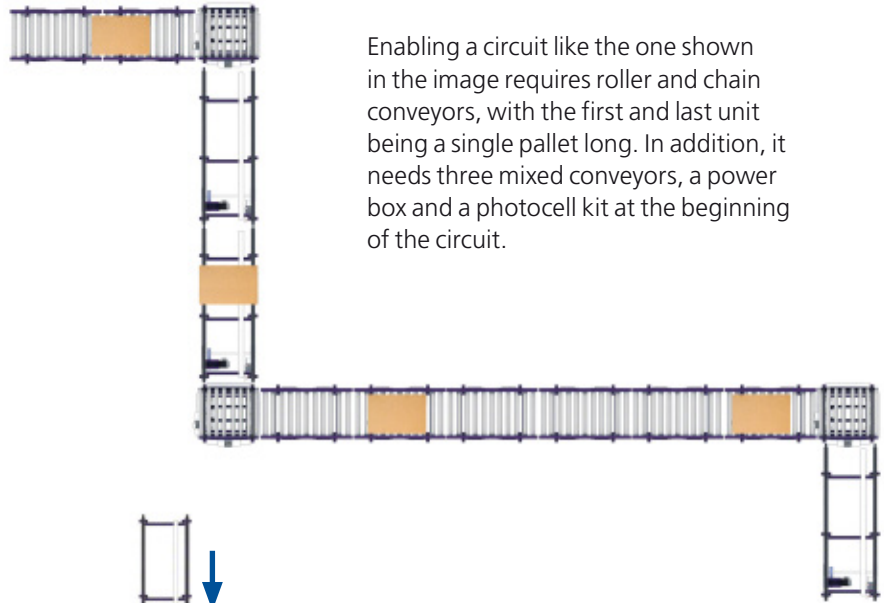 Enabling a circuit like the one shown
in the image requires roller and chain
conveyors, with the first and last unit
being a single pallet long. In addition, it
needs three mixed conveyors, a power
box and a photocell kit at the beginning
of the circuit.